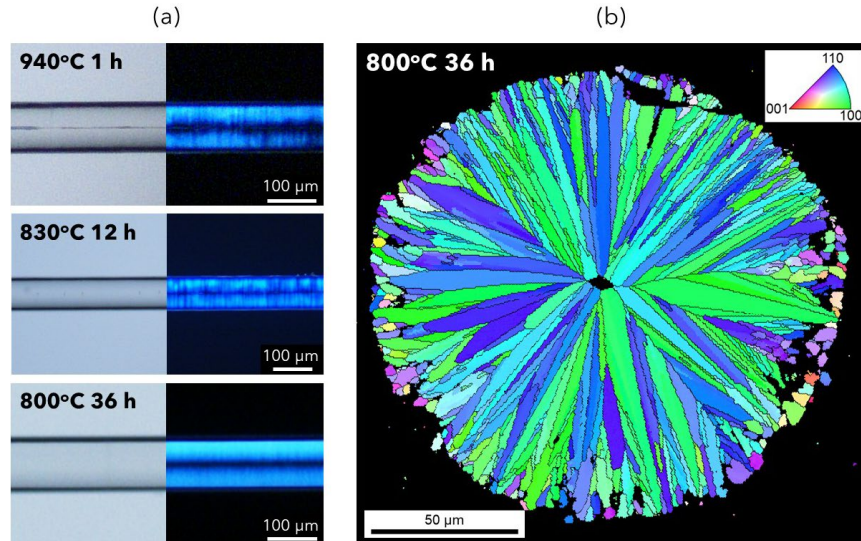 (a)
(b)
940°C 1 h
100 µm
830°C 12 h
100 µm
800°C 36 h
100 µm
800°C 36 h
110
001
100
50 µm